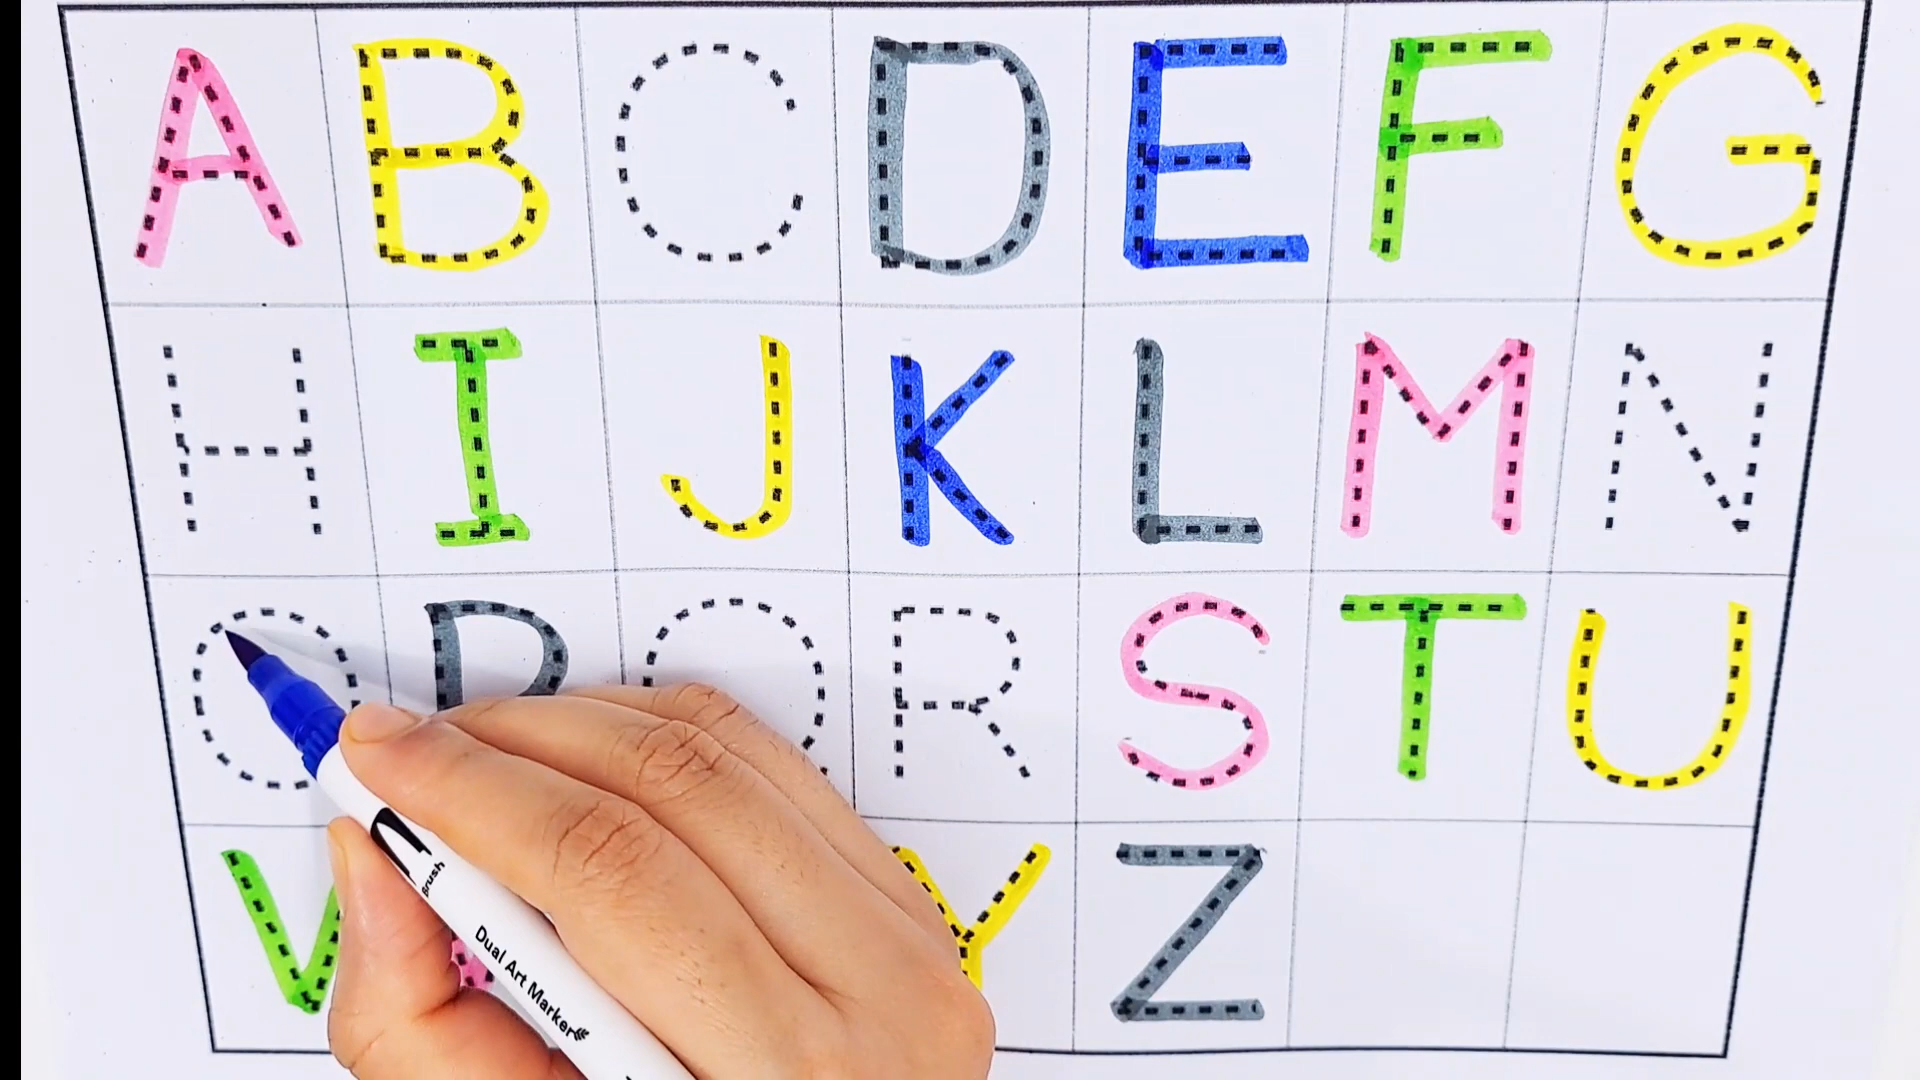 A B C D E F G
H I J K L M N
O P R S T U
V Y Z
Brush
Dual Art Marker